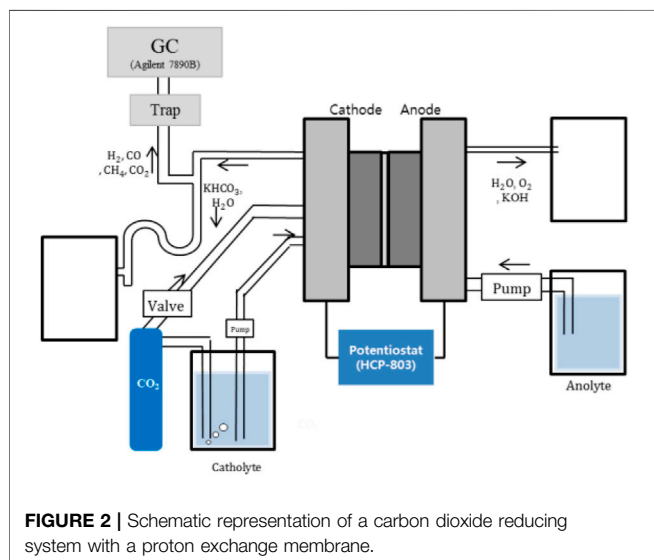 GC
(Agilent 7890B)
Trap
Cathode Anode
H₂, CO
, CH₄, CO₂
KHCO₃,
H₂O
H₂O, O₂
, KOH
Valve
Pump
Pump
CO₂
Potentiostat
(HCP-803)
Anolyte
Catholyte
FIGURE 2 | Schematic representation of a carbon dioxide reducing
system with a proton exchange membrane.